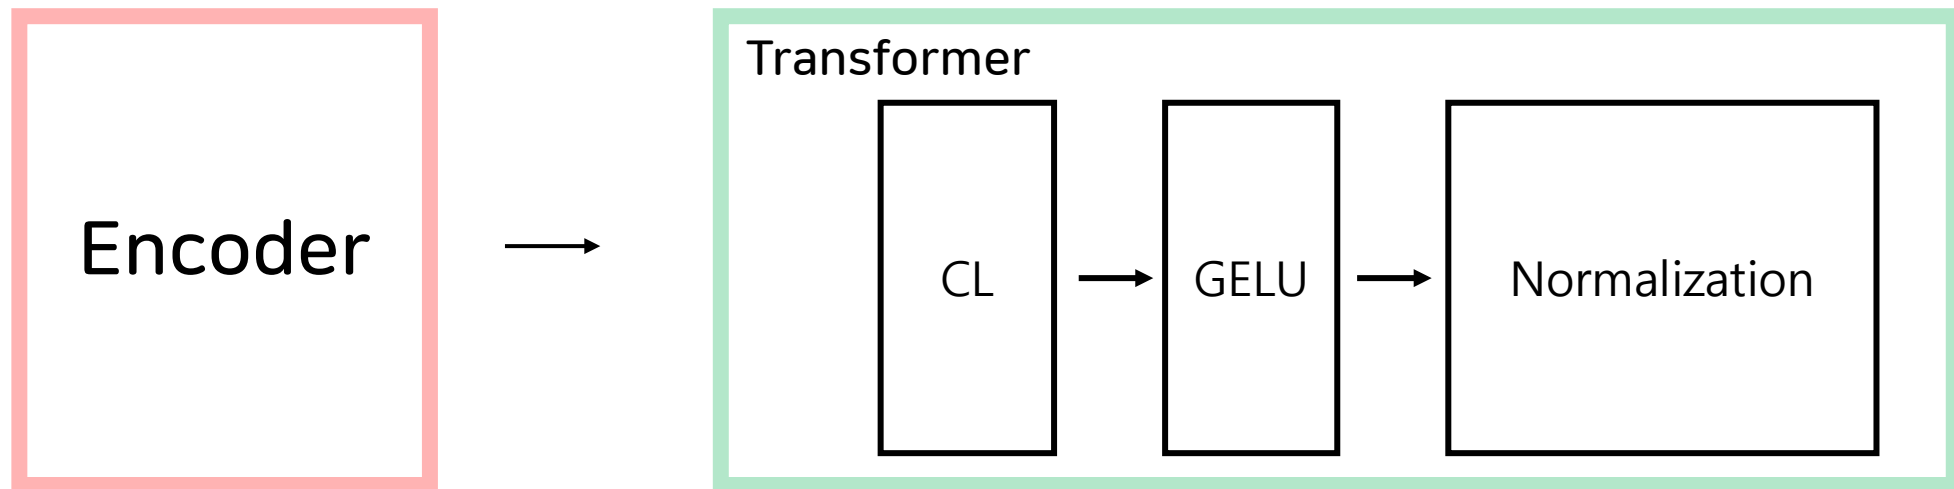 Transformer
Encoder
CL
GELU
Normalization